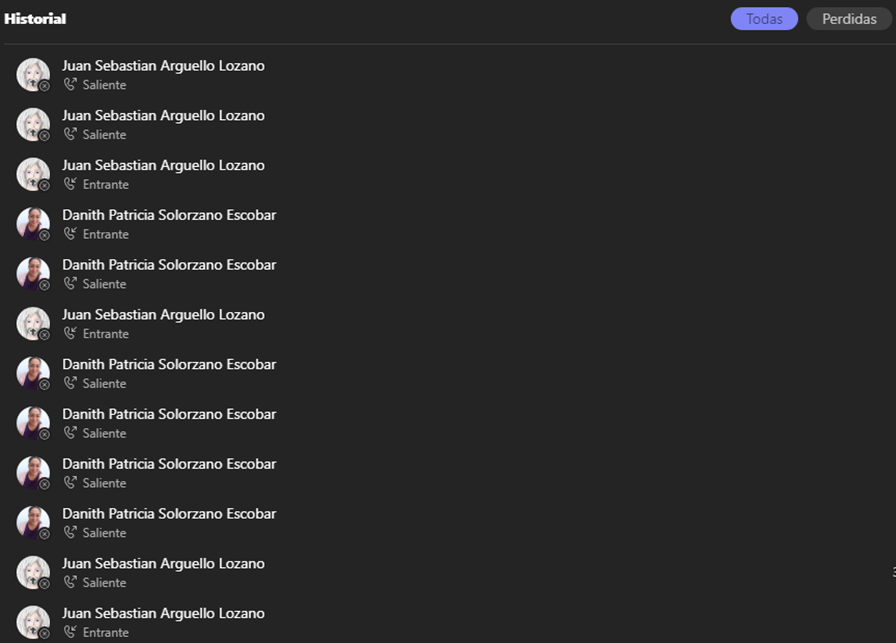 Historial
Todas
Perdidas
Juan Sebastian Arguello Lozano
Saliente
Juan Sebastian Arguello Lozano
Saliente
Juan Sebastian Arguello Lozano
Entrante
Danith Patricia Solorzano Escobar
Entrante
Danith Patricia Solorzano Escobar
Saliente
Juan Sebastian Arguello Lozano
Entrante
Danith Patricia Solorzano Escobar
Saliente
Danith Patricia Solorzano Escobar
Saliente
Danith Patricia Solorzano Escobar
Saliente
Danith Patricia Solorzano Escobar
Saliente
Juan Sebastian Arguello Lozano
Saliente
Juan Sebastian Arguello Lozano
Entrante